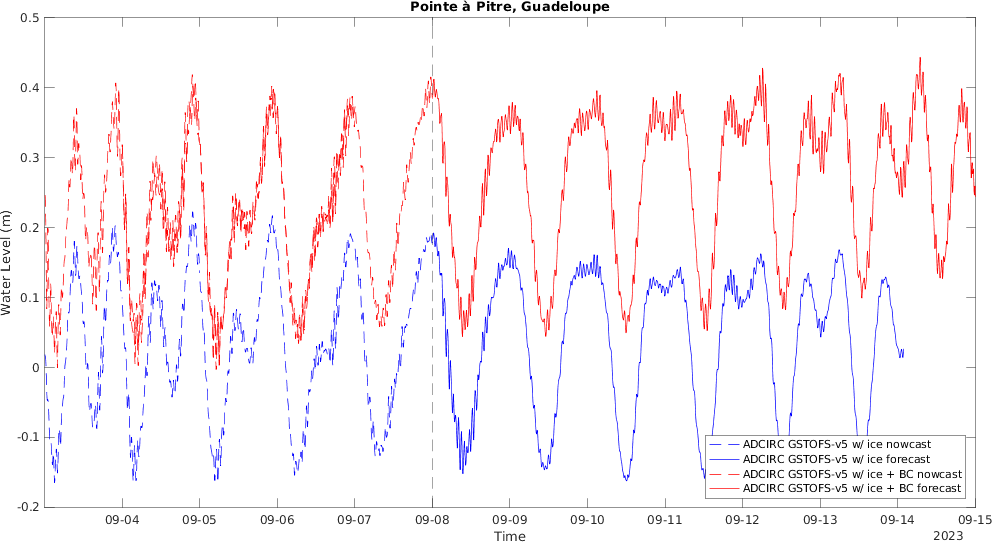 Pointe à Pitre, Guadeloupe
0.5
0.4
0.3
0.2
0.1
0
-0.1
-0.2
Water Level (m)
ADCIRC GSTOFS-v5 w/ ice nowcast
ADCIRC GSTOFS-v5 w/ ice forecast
ADCIRC GSTOFS-v5 w/ ice + BC nowcast
ADCIRC GSTOFS-v5 w/ ice + BC forecast
09-04 09-05 09-06 09-07 09-08 09-09 09-10 09-11 09-12 09-13 09-14 09-15
Time
2023